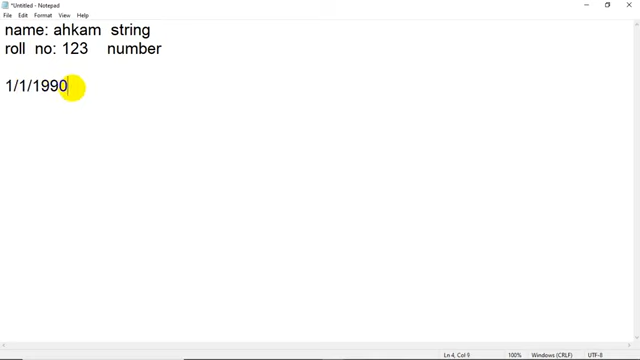 *Untitled - Notepad
File Edit Format View Help
name: ahkam string
roll no: 123 number
1/1/1990
Ln 4, Col 9 100% Windows (CRLF) UTF-8